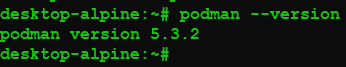 desktop-alpine:~# podman --version
podman version 5.3.2
desktop-alpine:~#